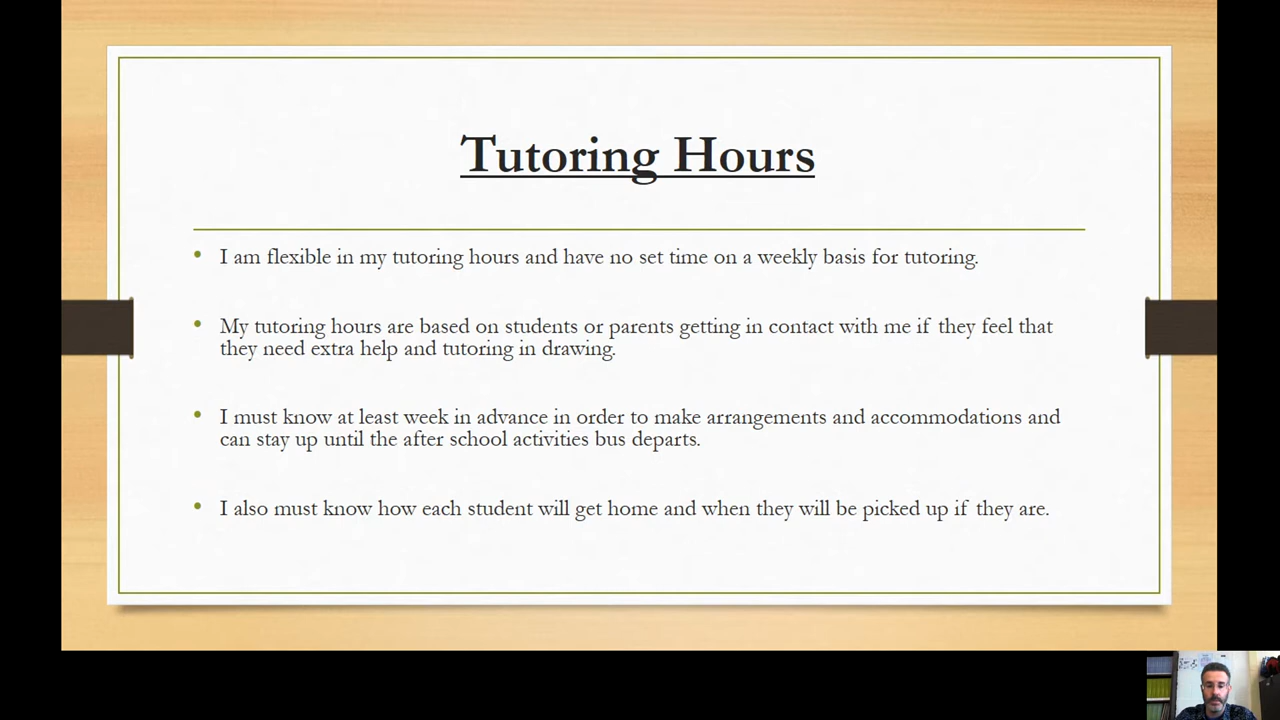 Tutoring Hours
• I am flexible in my tutoring hours and have no set time on a weekly basis for tutoring.
• My tutoring hours are based on students or parents getting in contact with me if they feel that
they need extra help and tutoring in drawing.
• I must know at least week in advance in order to make arrangements and accommodations and
can stay up until the after school activities bus departs.
• I also must know how each student will get home and when they will be picked up if they are.